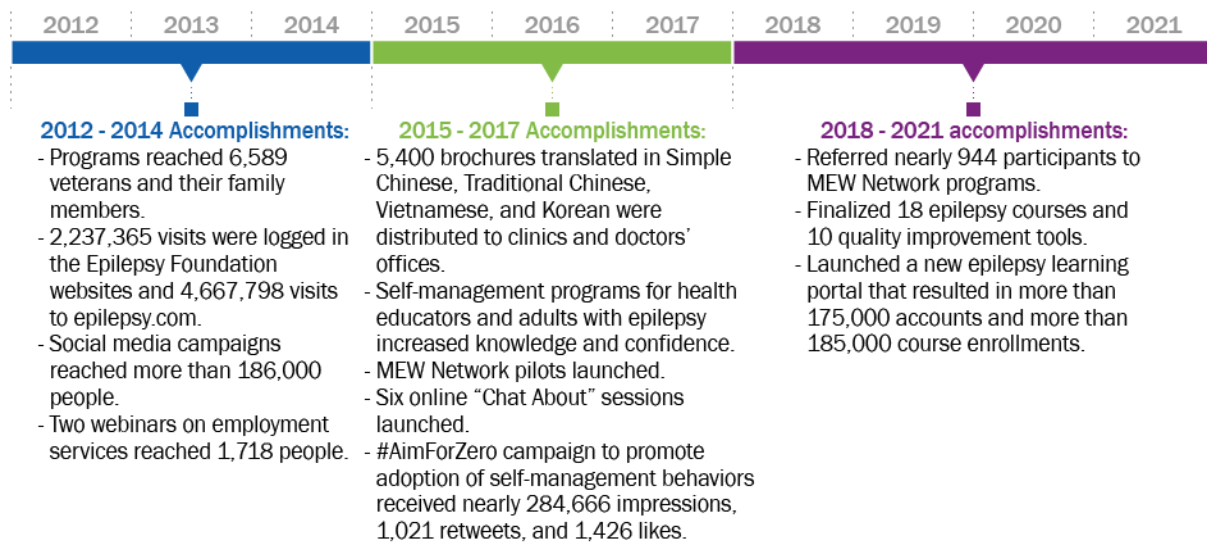 2012 2013 2014 2015 2016 2017 2018 2019 2020 2021
2012 - 2014 Accomplishments:
- Programs reached 6,589
veterans and their family
members.
- 2,237,365 visits were logged in
the Epilepsy Foundation
websites and 4,667,798 visits
to epilepsy.com.
- Social media campaigns
reached more than 186,000
people.
- Two webinars on employment
services reached 1,718 people.
2015 - 2017 Accomplishments:
- 5,400 brochures translated in Simple
Chinese, Traditional Chinese,
Vietnamese, and Korean were
distributed to clinics and doctors’
offices.
- Self-management programs for health
educators and adults with epilepsy
increased knowledge and confidence.
- MEW Network pilots launched.
- Six online “Chat About” sessions
launched.
- #AimForZero campaign to promote
adoption of self-management behaviors
received nearly 284,666 impressions,
1,021 retweets, and 1,426 likes.
2018 - 2021 accomplishments:
- Referred nearly 944 participants to
MEW Network programs.
- Finalized 18 epilepsy courses and
10 quality improvement tools.
- Launched a new epilepsy learning
portal that resulted in more than
175,000 accounts and more than
185,000 course enrollments.